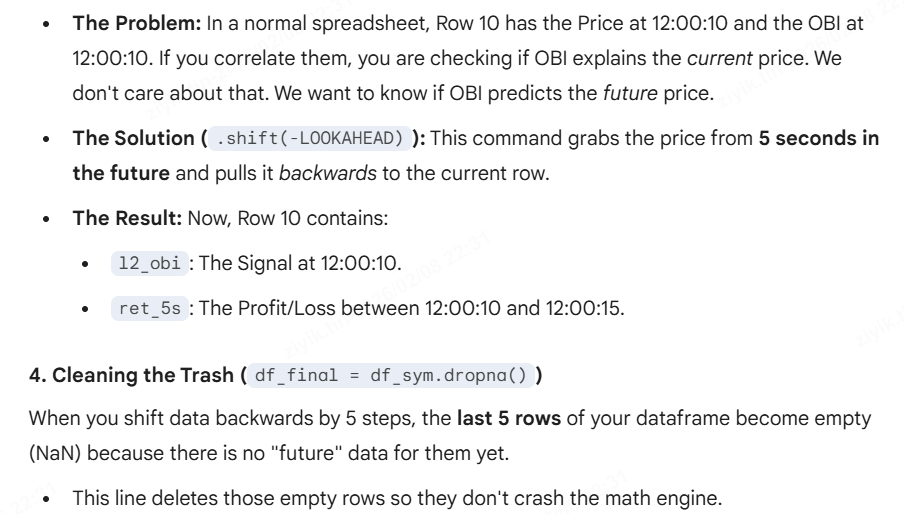 The Problem: In a normal spreadsheet, Row 10 has the Price at 12:00:10 and the OBI at
12:00:10. If you correlate them, you are checking if OBI explains the current price. We
don't care about that. We want to know if OBI predicts the future price.
The Solution ( .shift(-LOOKAHEAD) ): This command grabs the price from 5 seconds in
the future and pulls it backwards to the current row.
The Result: Now, Row 10 contains:
l2_obi : The Signal at 12:00:10.
ret_5s : The Profit/Loss between 12:00:10 and 12:00:15.
4. Cleaning the Trash ( df_final = df_sym.dropna() )
When you shift data backwards by 5 steps, the last 5 rows of your dataframe become empty
(NaN) because there is no "future" data for them yet.
This line deletes those empty rows so they don't crash the math engine.